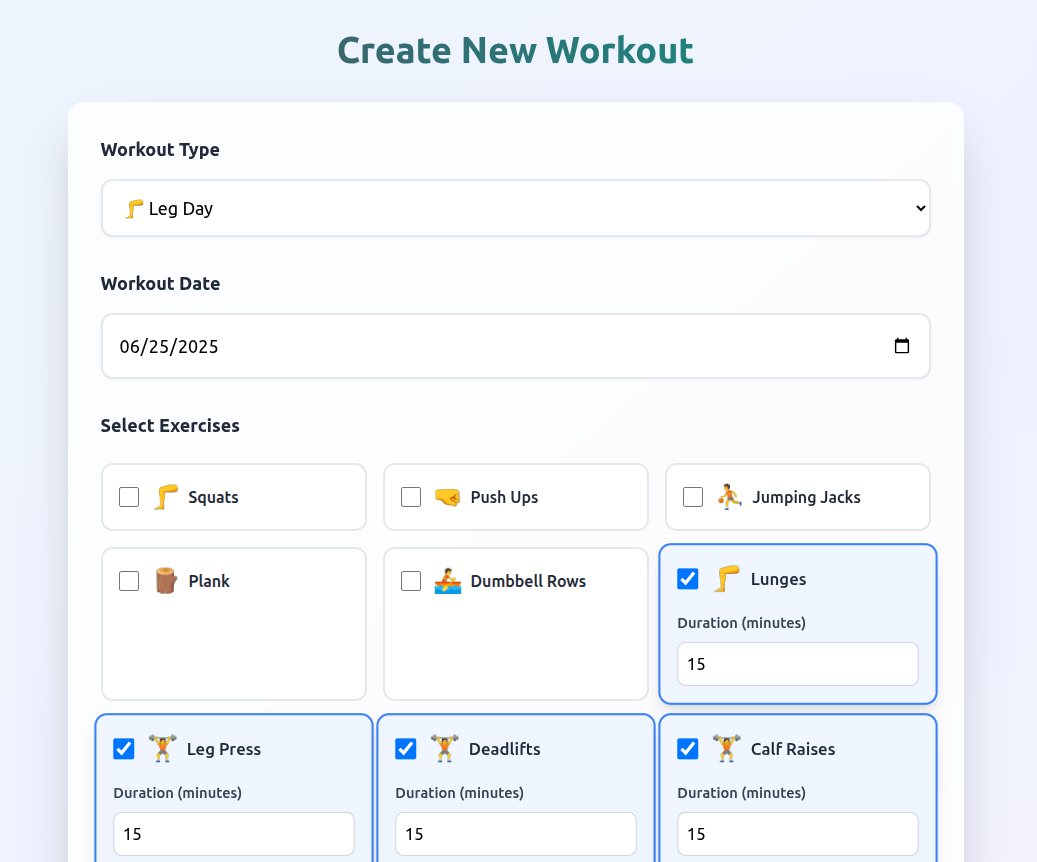 Create New Workout
Workout Type
Leg Day
Workout Date
06/25/2025
Select Exercises
Squats
Push Ups
Jumping Jacks
Plank
Dumbbell Rows
Lunges
Duration (minutes)
15
Leg Press
Deadlifts
Calf Raises
Duration (minutes)
Duration (minutes)
Duration (minutes)
15
15
15